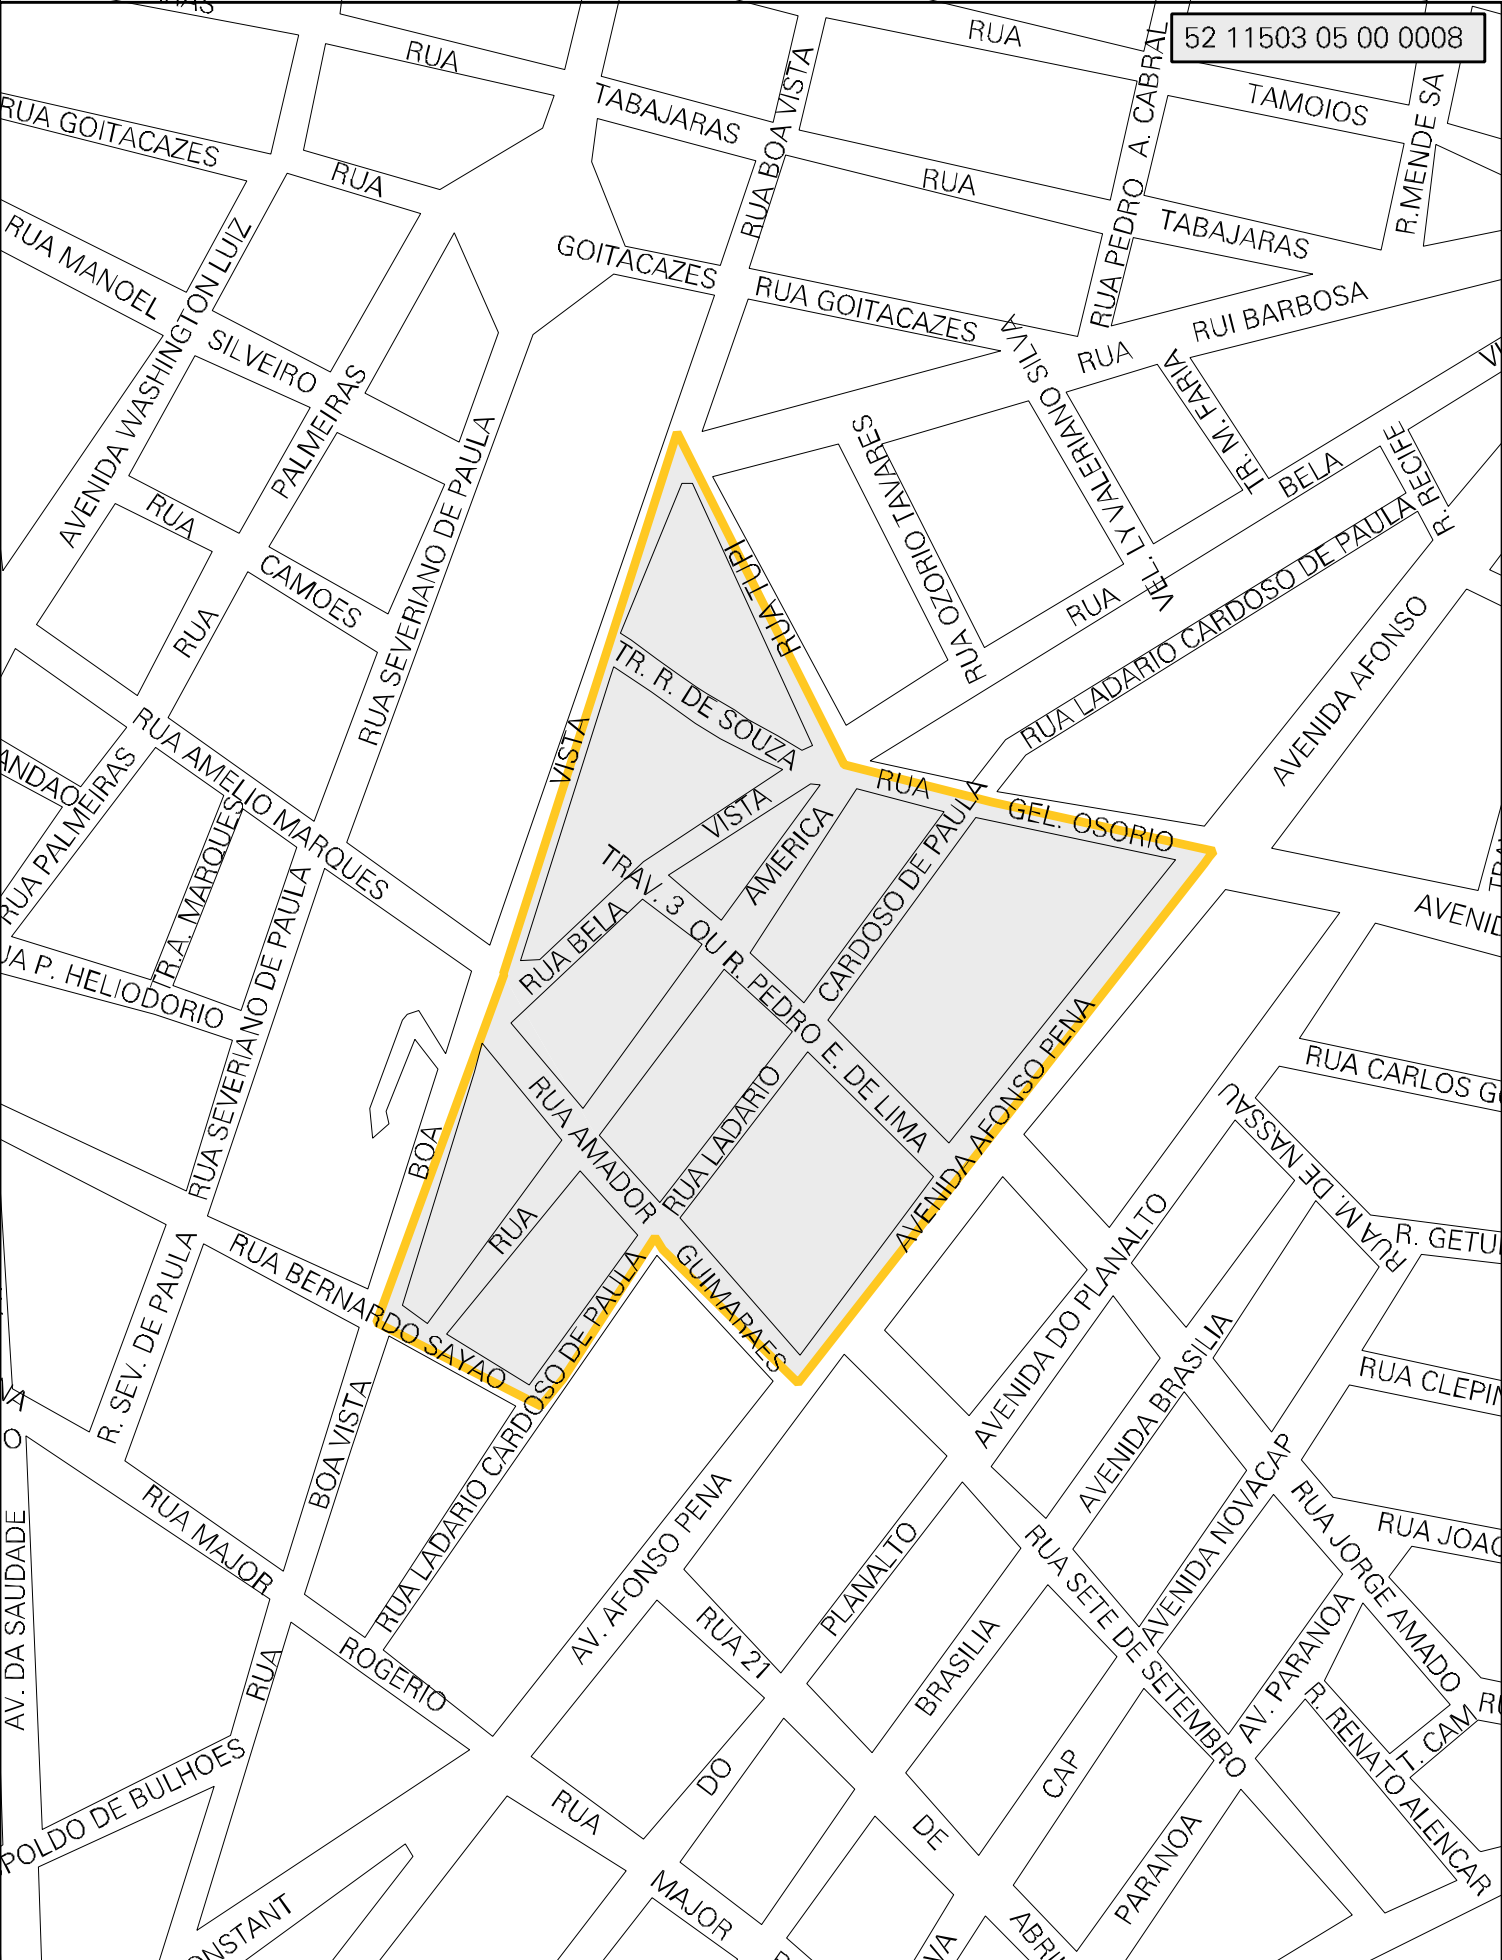 52 11503 05 00 0008
RUA
RUA
TABAJARAS
RUA BOA VISTA
RUA PEDRO A. CABRAL
TAMOIOS
R. MENDE SA
RUA GOITACAZES
RUA
RUA
TABAJARAS
RUA MANOEL
SILVEIRO
AVENIDA WASHINGTON LUIZ
GOITACAZES
RUA GOITACAZES
RUA
RUI BARBOSA
PALMEIRAS
RUA SEVERIANO DE PAULA
VEL. LY VALERIANO SILVA
TR. M. FARIA
RUA OZORIO TAVARES
BELA
R. RECIFE
RUA
CAMOES
RUA
RUA TUPI
RUA
RUA LADARIO CARDOSO DE PAULA
AVENIDA AFONSO
TR. R. DE SOUZA
VISTA
RUA AMELIO MARQUES
ANDAO
RUA PALMEIRAS
TR.A. MARQUES
RUA
GEL. OSORIO
VISTA
AMERICA
CARDOSO DE PAULA
TRAV. 3 OU R. PEDRO E. DE LIMA
RUA BELA
AVENID
UA P. HELIODORIO
RUA SEVERIANO DE PAULA
AVENIDA AFONSO PENA
RUA CARLOS G
RUA AMADOR
RUA LADARIO
BOA
RUA
RUA M. DE NASSAU
R. GETU
R. SEV. DE PAULA
RUA BERNARDO SAYAO
GUIMARAES
RUA LADARIO CARDOSO DE PAULA
AVENIDA DO PLANALTO
AVENIDA BRASILIA
RUA CLEPIN
VA
O
BOA VISTA
AVENIDA NOVACAP
RUA JORGE AMADO
RUA JOAO
RUA MAJOR
AV. DA SAUDADE
AV. AFONSO PENA
PLANALTO
RUA SETE DE SETEMBRO
RUA 21
AV. PARANOA
RUA
ROGERIO
BRASILIA
R. RENATO ALENCAR
T. CAM
POLDO DE BULHOES
DO
CAP
RUA
DE
PARANOA
MAJOR
ONSTANT
ABRI
VA